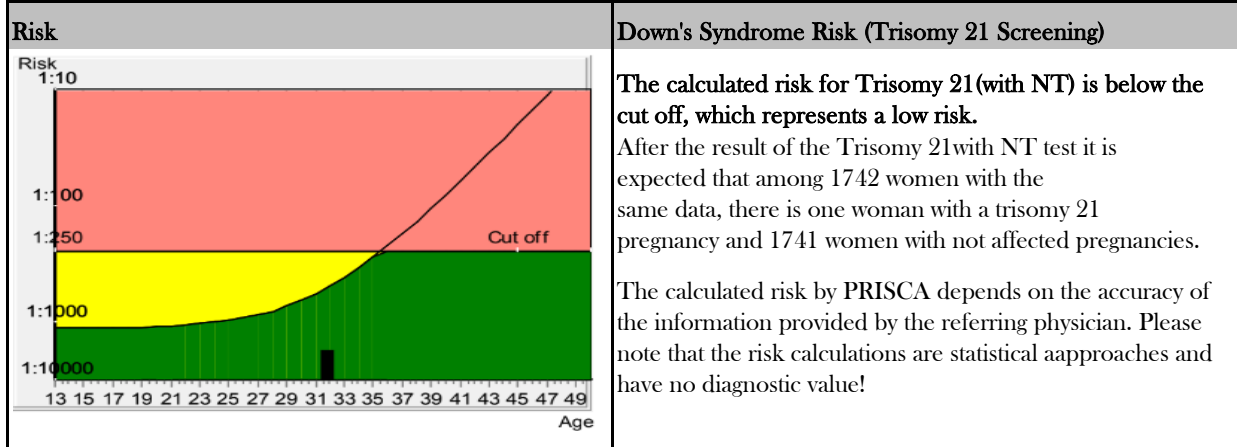 Risk
Down's Syndrome Risk (Trisomy 21 Screening)
Risk
1:10
1:100
1:250
Cut off
1:1000
1:10000
13 15 17 19 21 23 25 27 29 31 33 35 37 39 41 43 45 47 49
Age
The calculated risk for Trisomy 21(with NT) is below the
cut off, which represents a low risk.
After the result of the Trisomy 21with NT test it is
expected that among 1742 women with the
same data, there is one woman with a trisomy 21
pregnancy and 1741 women with not affected pregnancies.
The calculated risk by PRISCA depends on the accuracy of
the information provided by the referring physician. Please
note that the risk calculations are statistical aapproaches and
have no diagnostic value!